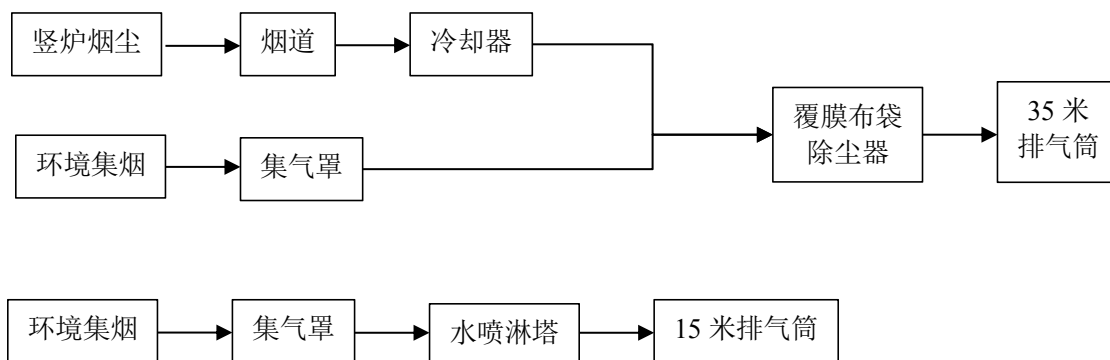 竖炉烟尘
烟道
冷却器
环境集烟
集气罩
覆膜布袋
除尘器
35 米
排气筒
环境集烟
集气罩
水喷淋塔
15 米排气筒